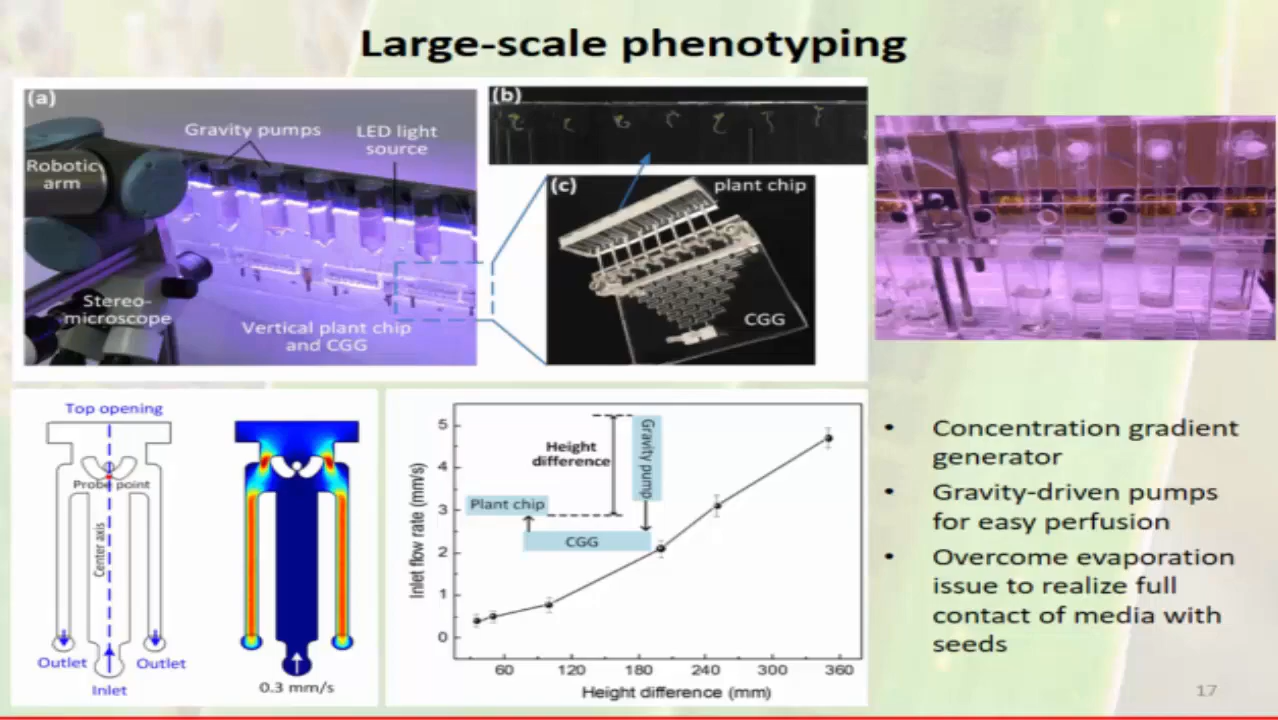 Large-scale phenotyping
(a)
Gravity pumps
LED light
source
Robotic
arm
Stereo-
microscope
Vertical plant chip
and CGG
(b)
(c)
plant chip
CGG
Top opening
Probe point
Center axis
Outlet
Outlet
Inlet
0.3 mm/s
Inlet flow rate (mm/s)
5
4
3
2
1
0
Height
difference
Gravity pump
Plant chip
CGG
60
120
180
240
300
360
Height difference (mm)
• Concentration gradient
generator
• Gravity-driven pumps
for easy perfusion
• Overcome evaporation
issue to realize full
contact of media with
seeds
17